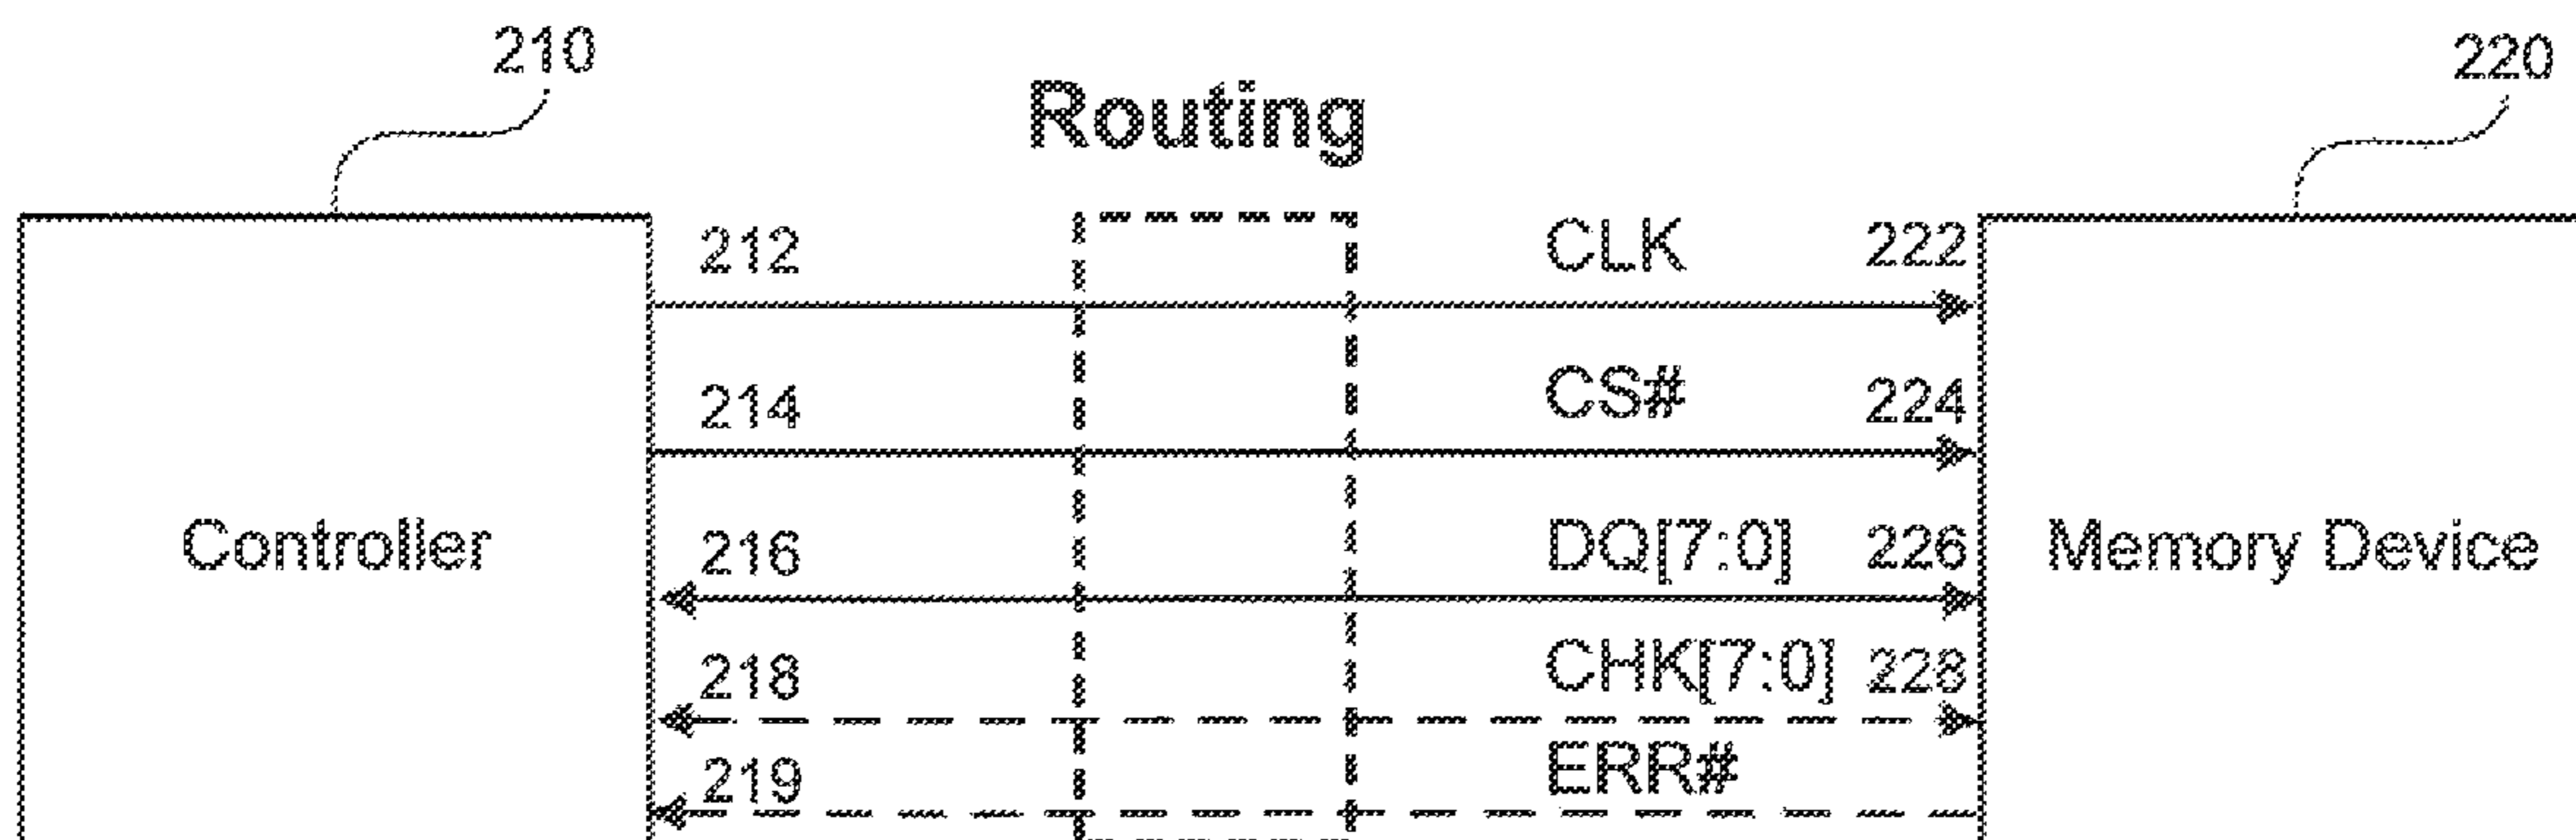 210
220
Routing
212 CLK 222
214 CS# 224
Controller
216 DQ[7:0] 226
Memory Device
218 CHK[7:0] 228
219 ERR#